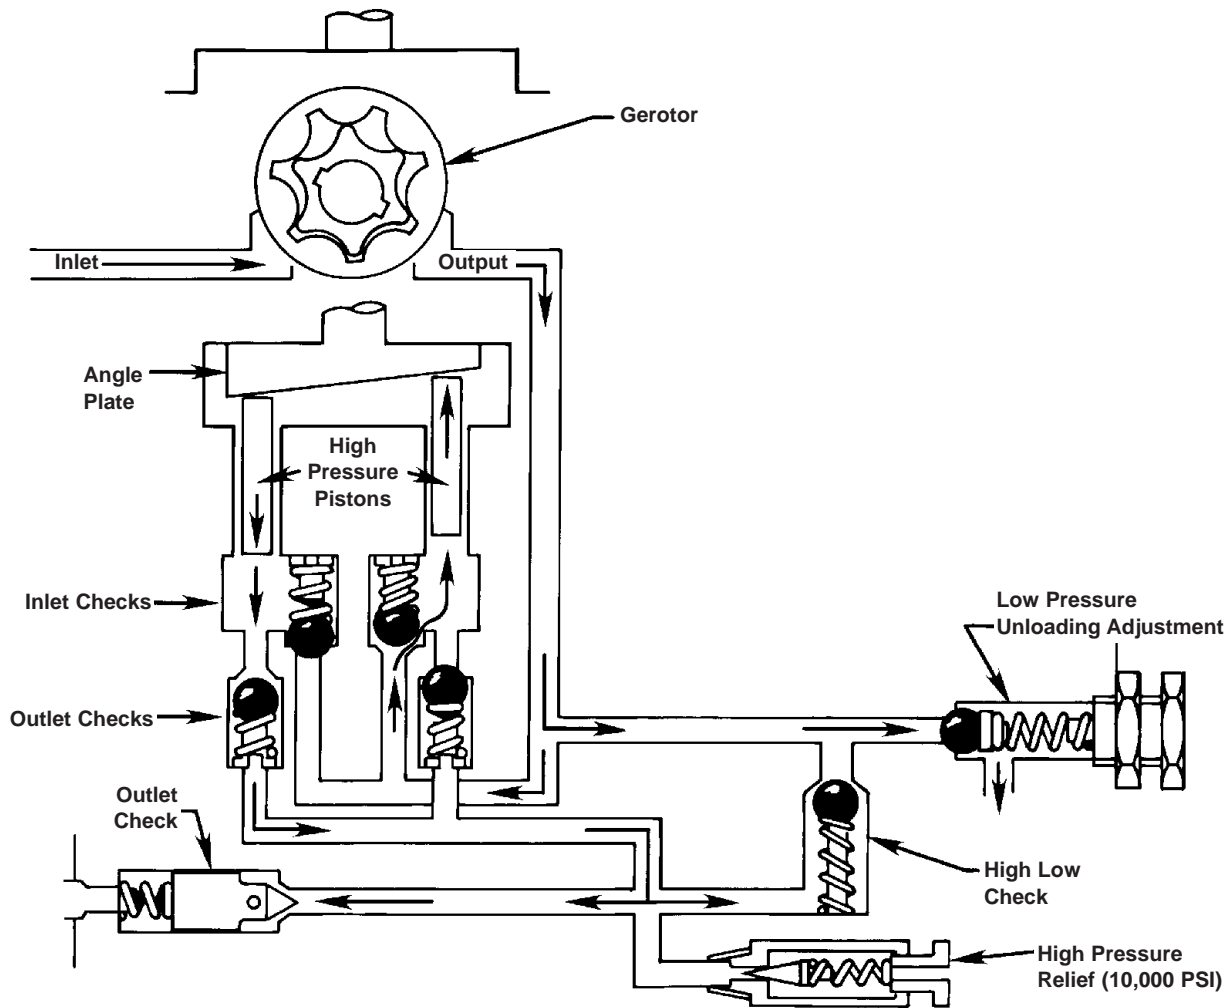 Gerotor
Inlet
Output
Angle
Plate
High
Pressure
Pistons
Inlet Checks
Low Pressure
Unloading Adjustment
Outlet Checks
Outlet
Check
High Low
Check
High Pressure
Relief (10,000 PSI)